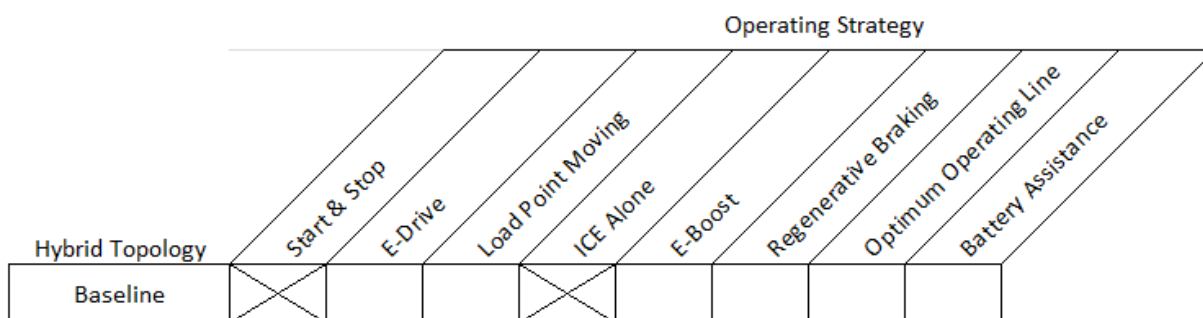 Operating Strategy
Start & Stop
E-Drive
Load Point Moving
ICE Alone
E-Boost
Regenerative Braking
Optimum Operating Line
Battery Assistance
Hybrid Topology
Baseline